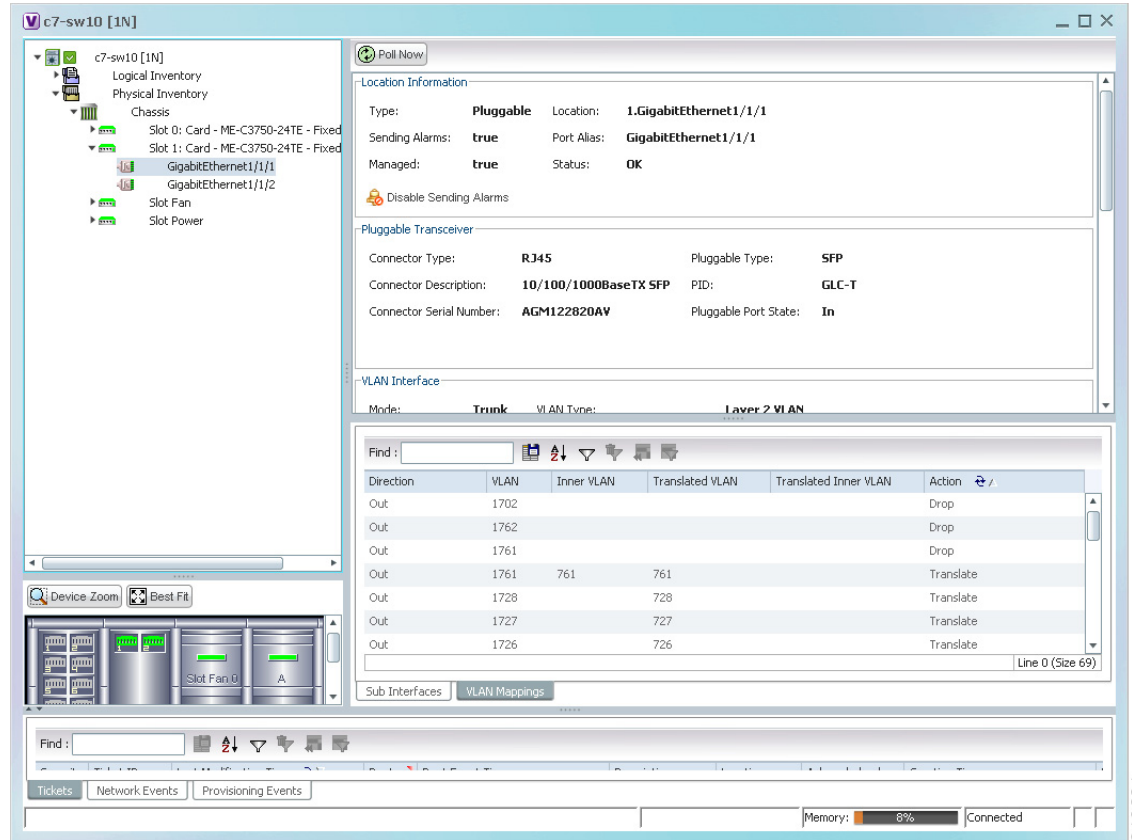 V c7-sw10 [1N]
c7-sw10 [1N]
Logical Inventory
Physical Inventory
Chassis
Slot 0: Card - ME-C3750-24TE - Fixed
Slot 1: Card - ME-C3750-24TE - Fixed
GigabitEthernet1/1/1
GigabitEthernet1/1/2
Slot Fan
Slot Power
Poll Now
Location Information
Type: Pluggable Location: 1.GigabitEthernet1/1/1
Sending Alarms: true Port Alias: GigabitEthernet1/1/1
Managed: true Status: OK
Disable Sending Alarms
Pluggable Transceiver
Connector Type: RJ45 Pluggable Type: SFP
Connector Description: 10/100/1000BaseTX SFP PID: GLC-T
Connector Serial Number: AGM122820AV Pluggable Port State: In
VLAN Interface
Mode: Trunk VLAN Type: Layer 2 VLAN
Find :
Direction VLAN Inner VLAN Translated VLAN Translated Inner VLAN Action
Out 1702 Drop
Out 1762 Drop
Out 1761 Drop
Out 1761 761 761 Translate
Out 1728 728 Translate
Out 1727 727 Translate
Out 1726 726 Translate
Line 0 (Size 69)
Sub Interfaces VLAN Mappings
Device Zoom Best Fit
1 2 1 2
3 4
5 6
Slot Fan 0 A
Find :
Tickets Network Events Provisioning Events
Memory: 8% Connected